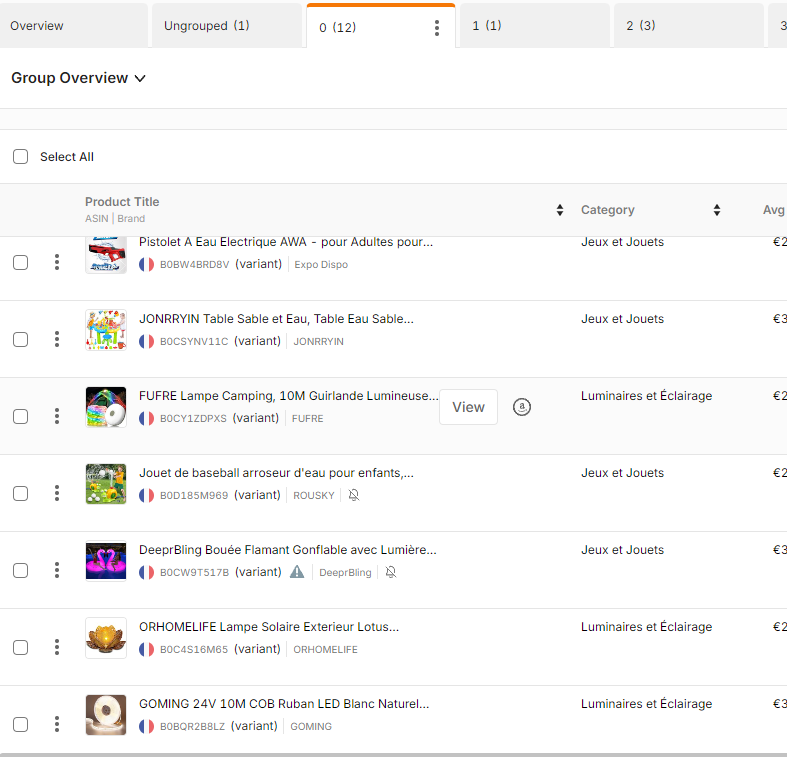 Overview
Ungrouped (1)
0 (12)
1 (1)
2 (3)
3
Group Overview
Select All
Product Title
ASIN | Brand
Category
Avg
Pistolet À Eau Electrique AWA - pour Adultes pour...
Jeux et Jouets
€2
B0BW4BRD8V (variant) | Expo Dispo
JONRRYIN Table Sable et Eau, Table Eau Sable...
Jeux et Jouets
€3
B0CSYNV11C (variant) | JONRRYIN
FUFRE Lampe Camping, 10M Guirlande Lumineuse...
View
a
Luminaires et Éclairage
€2
B0CY1ZDPXS (variant) | FUFRE
Jouet de baseball arroseur d'eau pour enfants,...
Jeux et Jouets
€2
B0D185M969 (variant) | ROUSKY
DeeprBling Bouée Flamant Gonflable avec Lumière...
Jeux et Jouets
€3
B0CW9T517B (variant) | DeeprBling
ORHOMELIFE Lampe Solaire Exterieur Lotus...
Luminaires et Éclairage
€2
B0C4S16M65 (variant) | ORHOMELIFE
GOMING 24V 10M COB Ruban LED Blanc Naturel...
Luminaires et Éclairage
€3
B0BQR2B8LZ (variant) | GOMING